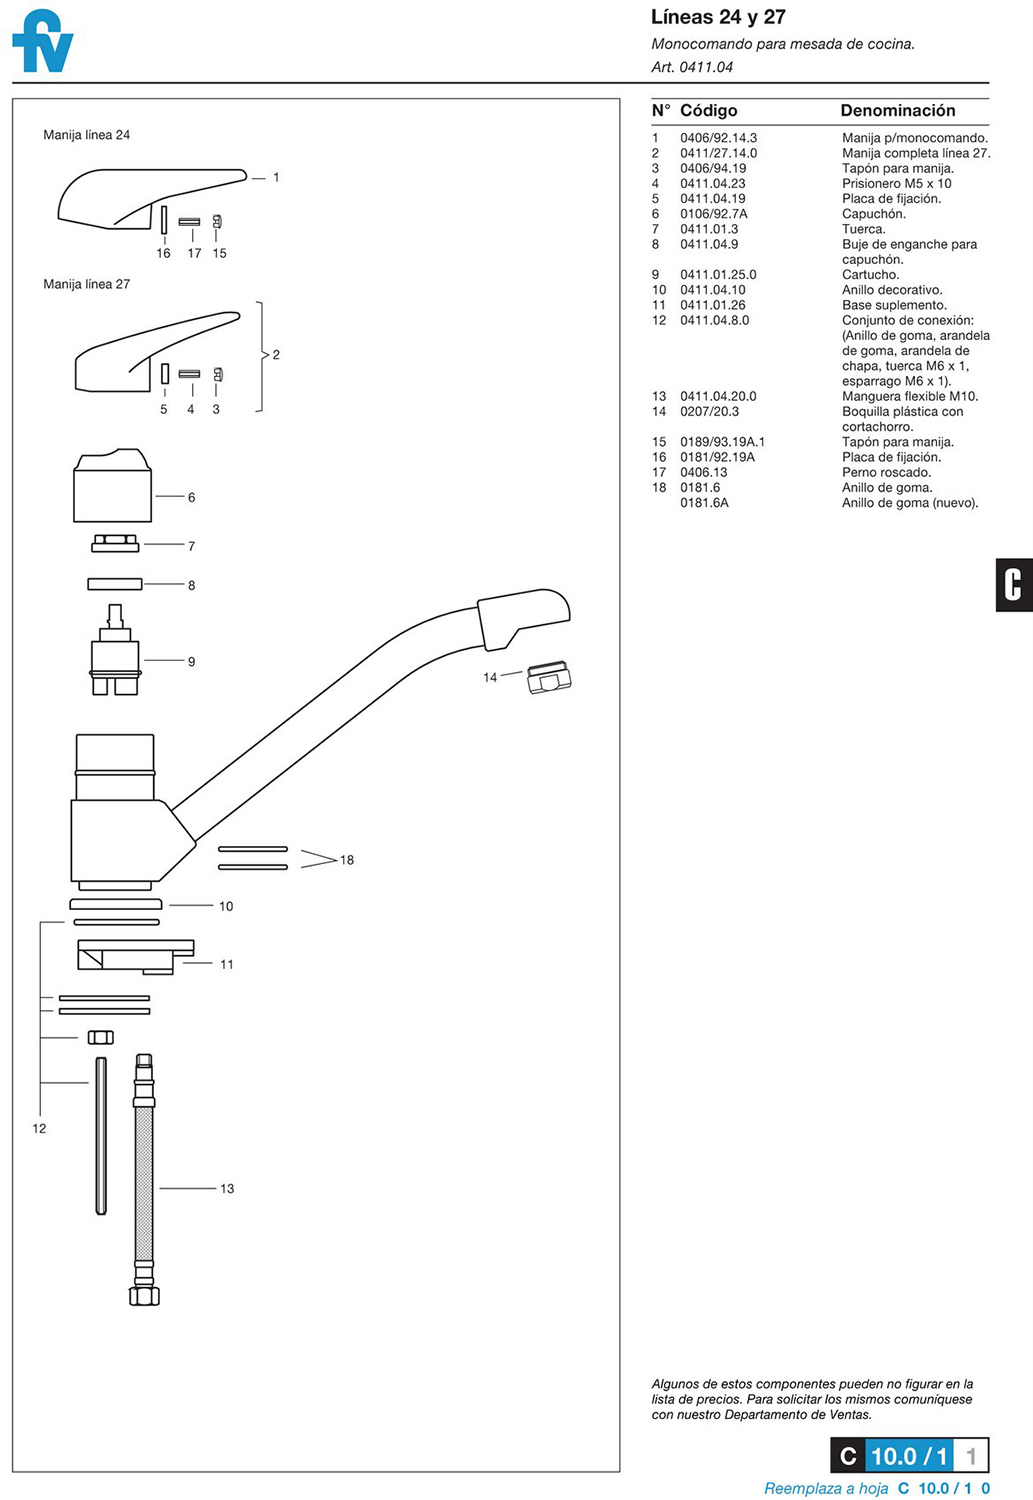 fv
Líneas 24 y 27
Monocomando para mesada de cocina.
Art. 0411.04
Manija línea 24
1
16 17 15
Manija línea 27
2
5 4 3
6
7
8
9
14
18
10
11
12
13
N° Código Denominación
1 0406/92.14.3 Manija p/monocomando.
2 0411/27.14.0 Manija completa línea 27.
3 0406/94.19 Tapón para manija.
4 0411.04.23 Prisionero M5 x 10
5 0411.04.19 Placa de fijación.
6 0106/92.7A Capuchón.
7 0411.01.3 Tuerca.
8 0411.04.9 Buje de enganche para
capuchón.
9 0411.01.25.0 Cartucho.
10 0411.04.10 Anillo decorativo.
11 0411.01.26 Base suplemento.
12 0411.04.8.0 Conjunto de conexión:
(Anillo de goma, arandela
de goma, arandela de
chapa, tuerca M6 x 1,
esparrago M6 x 1).
13 0411.04.20.0 Manguera flexible M10.
14 0207/20.3 Boquilla plástica con
cortachorro.
15 0189/93.19A.1 Tapón para manija.
16 0181/92.19A Placa de fijación.
17 0406.13 Perno roscado.
18 0181.6 Anillo de goma.
0181.6A Anillo de goma (nuevo).
C
Algunos de estos componentes pueden no figurar en la
lista de precios. Para solicitar los mismos comuníquese
con nuestro Departamento de Ventas.
C 10.0 / 1 1
Reemplaza a hoja C 10.0 / 1 0